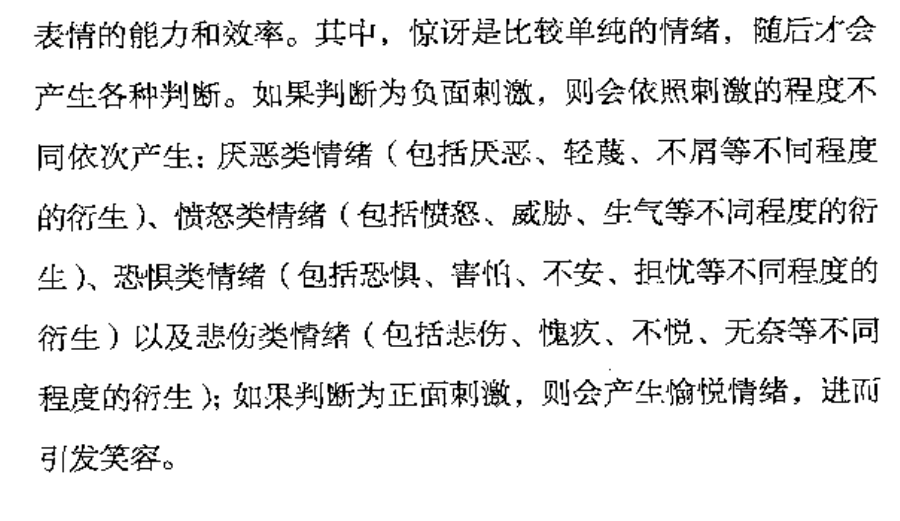 表情的能力和效率。其中，惊讶是比较单纯的情绪，随后才会
产生各种判断。如果判断为负面刺激，则会依照刺激的程度不
同依次产生：厌恶类情绪（包括厌恶、轻蔑、不屑等不同程度
的衍生）、愤怒类情绪（包括愤怒、威胁、生气等不同程度的衍
生）、恐惧类情绪（包括恐惧、害怕、不安、担忧等不同程度的
衍生）以及悲伤类情绪（包括悲伤、愧疚、不悦、无奈等不同
程度的衍生）；如果判断为正面刺激，则会产生愉悦情绪，进而
引发笑容。